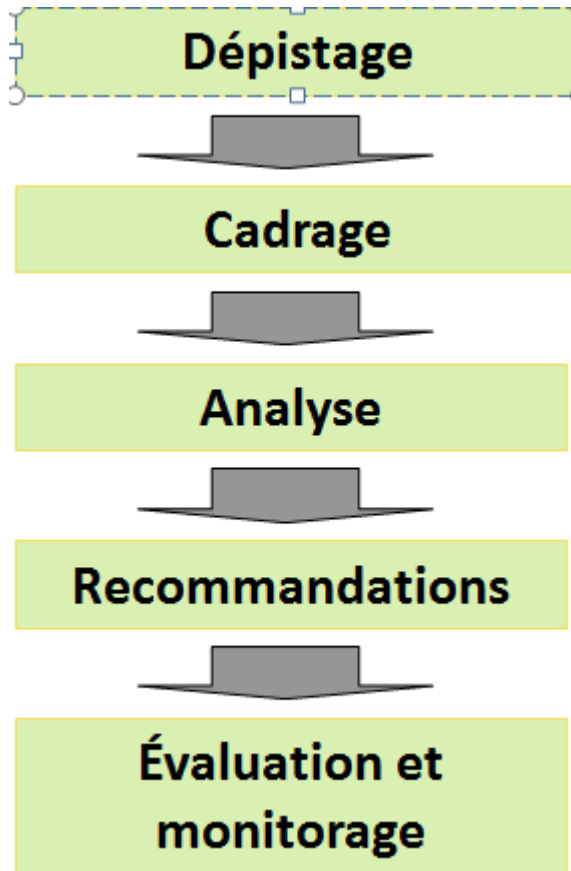 Dépistage
Cadrage
Analyse
Recommandations
Évaluation et
monitorage